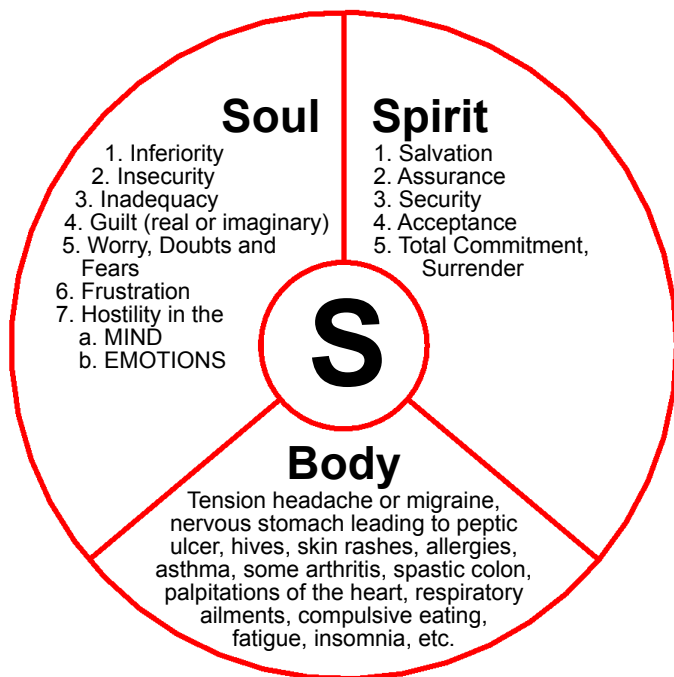 Soul
1. Inferiority
2. Insecurity
3. Inadequacy
4. Guilt (real or imaginary)
5. Worry, Doubts and
Fears
6. Frustration
7. Hostility in the
a. MIND
b. EMOTIONS
Spirit
1. Salvation
2. Assurance
3. Security
4. Acceptance
5. Total Commitment,
Surrender
S
Body
Tension headache or migraine,
nervous stomach leading to peptic
ulcer, hives, skin rashes, allergies,
asthma, some arthritis, spastic colon,
palpitations of the heart, respiratory
ailments, compulsive eating,
fatigue, insomnia, etc.